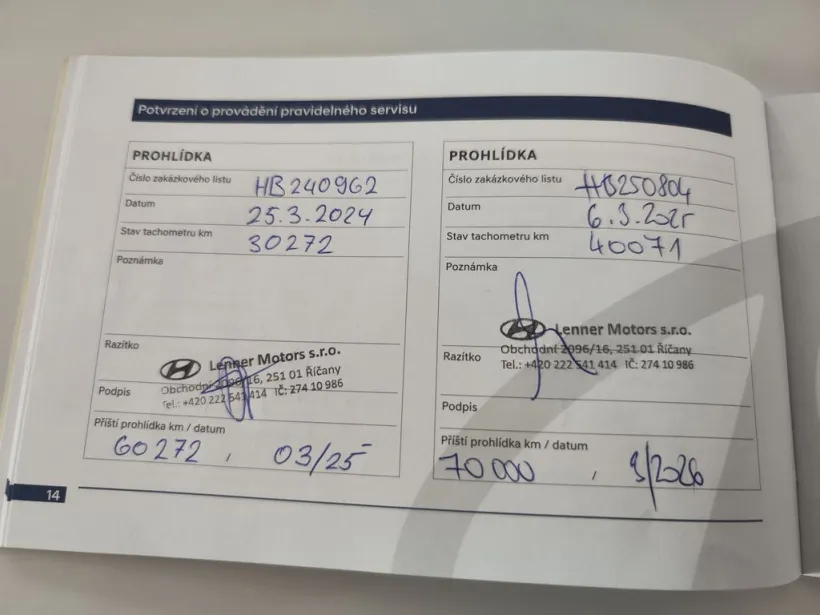 Potvrzení o provádění pravidelného servisu
PROHLÍDKA
Číslo zakázkového listu HB240962
Datum 25.3.2024
Stav tachometru km 30272
Poznámka
Razítko
Lenner Motors s.r.o.
Obchodní 2096/16, 251 01 Říčany
Tel.: +420 222 541 414 IČ: 274 10 986
Podpis
Příští prohlídka km / datum
60272, 03/25
PROHLÍDKA
Číslo zakázkového listu HB250804
Datum 6.3.2025
Stav tachometru km 40071
Poznámka
Lenner Motors s.r.o.
Razítko
Obchodní 2096/16, 251 01 Říčany
Tel.: +420 222 541 414 IČ: 274 10 986
Podpis
Příští prohlídka km / datum
70000, 3/2026
14